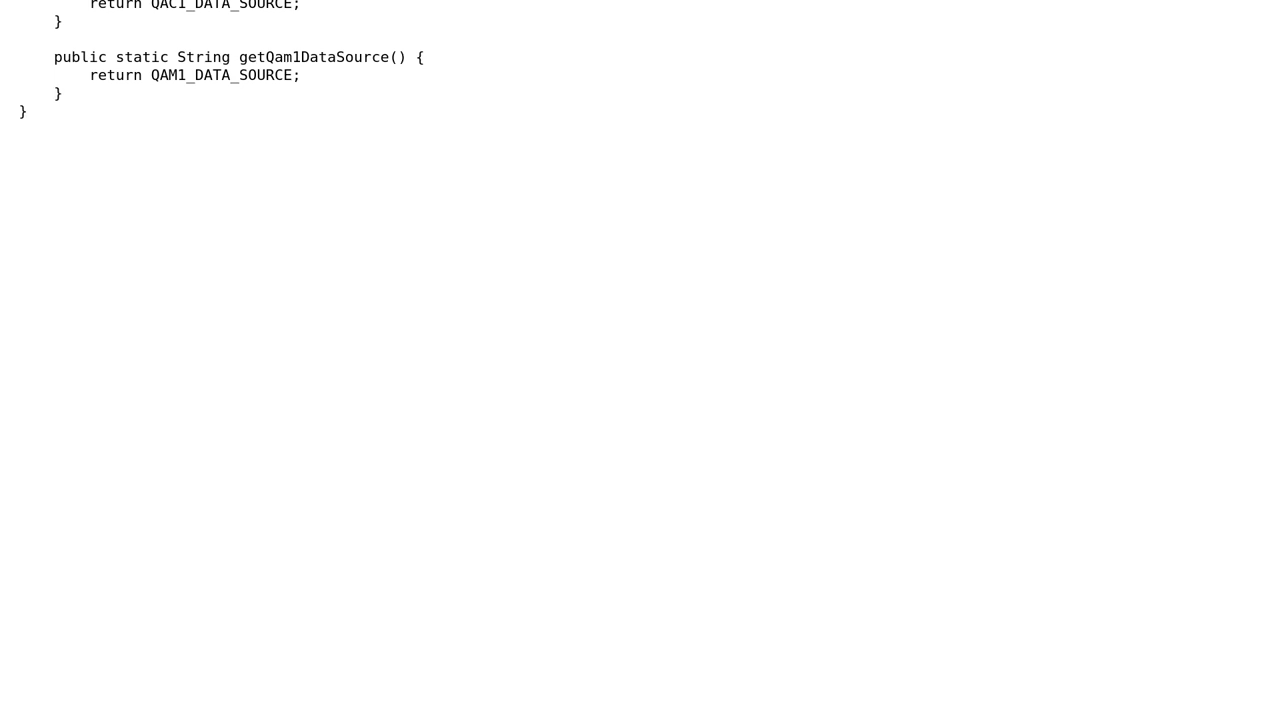 return QAC1_DATA_SOURCE;
    }

    public static String getQam1DataSource() {
        return QAM1_DATA_SOURCE;
    }
}